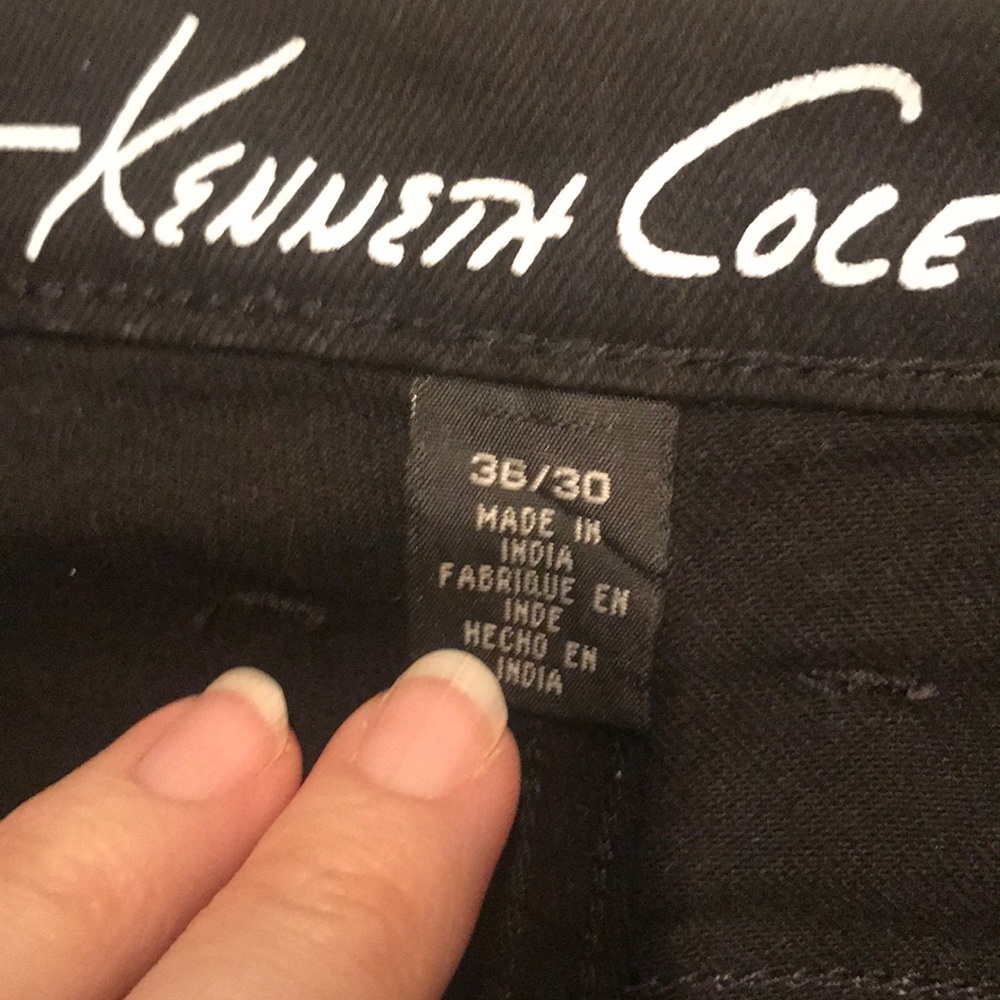 KENNETH COLE
36/30
MADE IN
INDIA
FABRIQUE EN
INDE
HECHO EN
INDIA